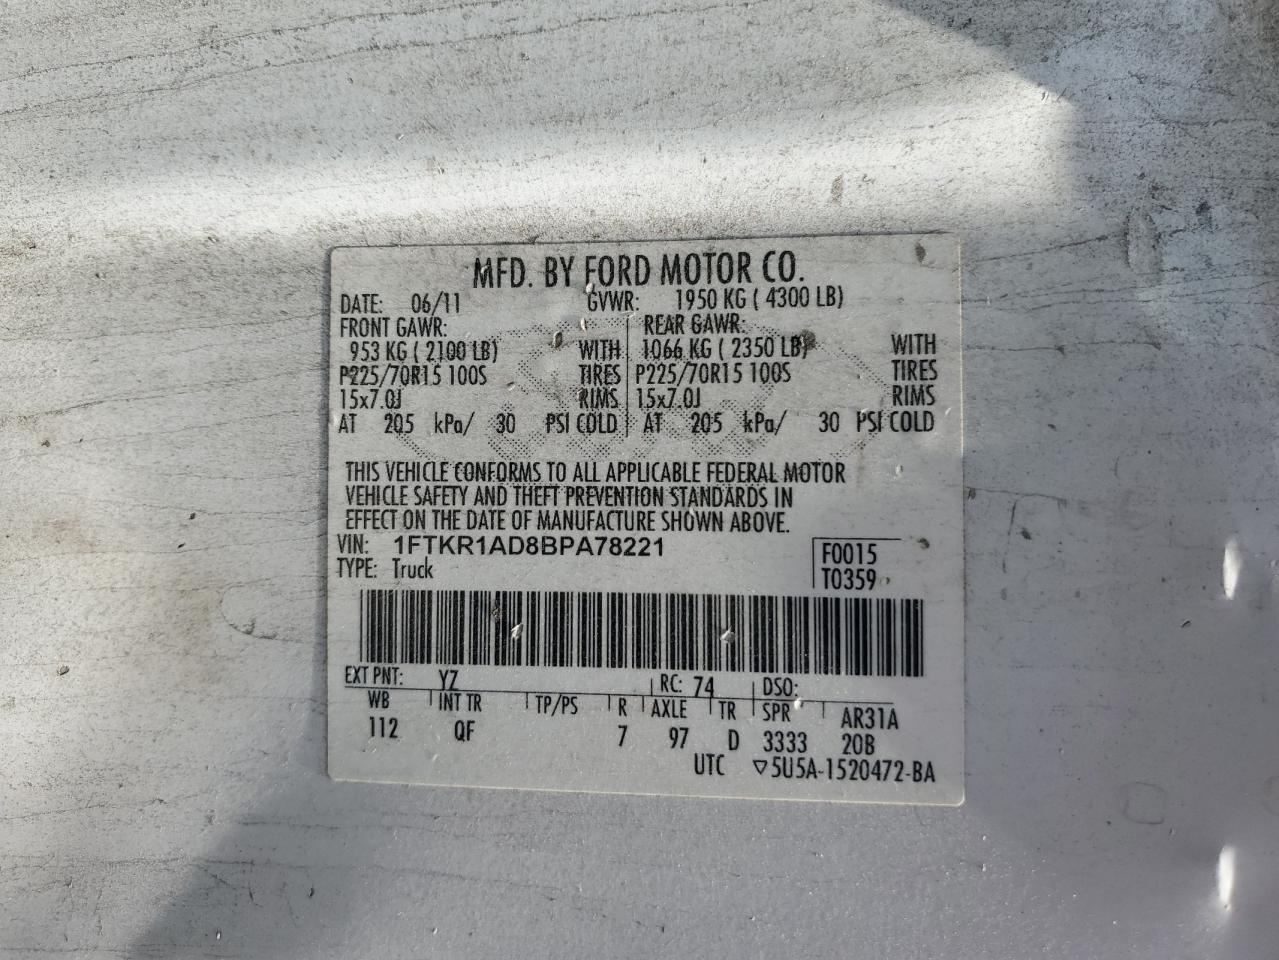 MFD. BY FORD MOTOR CO.
DATE: 06/11 GVWR: 1950 KG ( 4300 LB)
FRONT GAWR: REAR GAWR:
953 KG ( 2100 LB) WITH 1066 KG ( 2350 LB) WITH
P225/70R15 100S TIRES P225/70R15 100S TIRES
15x7.0J RIMS 15x7.0J RIMS
AT 205 kPa/ 30 PSI COLD AT 205 kPa/ 30 PSI COLD
THIS VEHICLE CONFORMS TO ALL APPLICABLE FEDERAL MOTOR
VEHICLE SAFETY AND THEFT PREVENTION STANDARDS IN
EFFECT ON THE DATE OF MANUFACTURE SHOWN ABOVE.
VIN: 1FTKR1AD8BPA78221 F0015
TYPE: Truck T0359
EXT PNT: YZ RC: 74 DSO:
WB INT TR TP/PS R AXLE TR SPR AR31A
112 QF 7 97 D 3333 20B
UTC ▽5U5A-1520472-BA